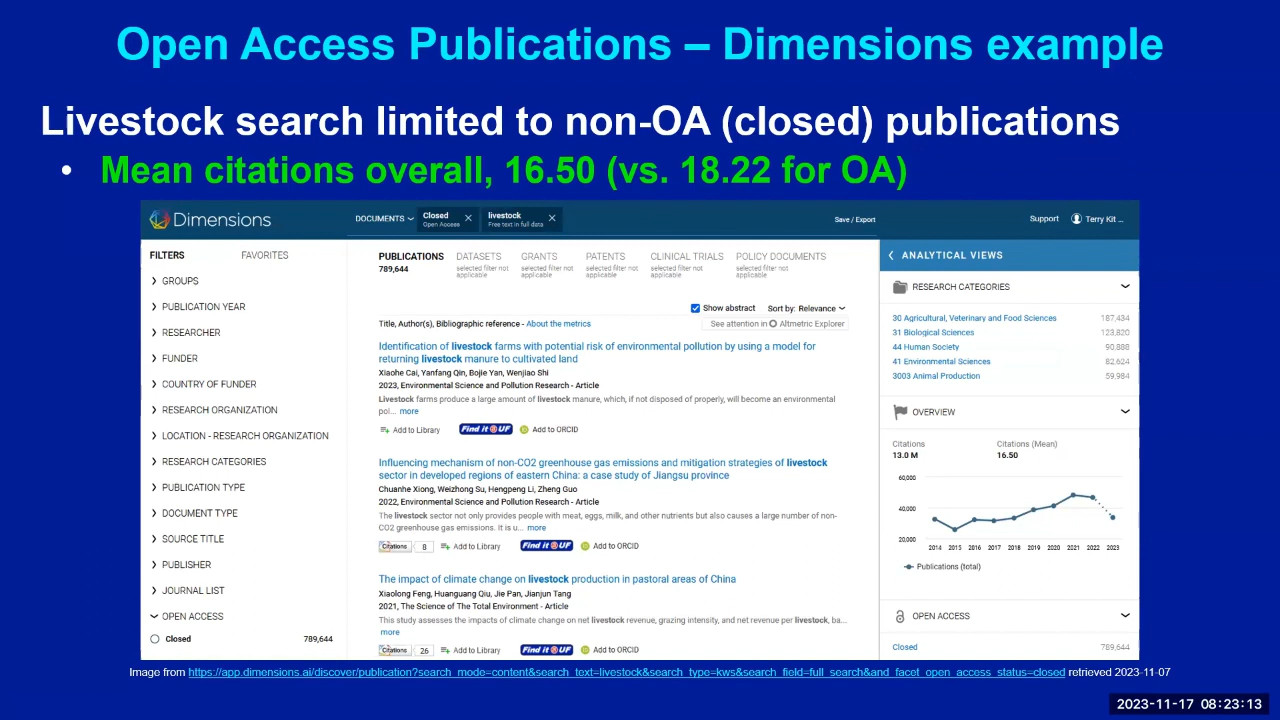 Open Access Publications – Dimensions example
Livestock search limited to non-OA (closed) publications
• Mean citations overall, 16.50 (vs. 18.22 for OA)
Dimensions
DOCUMENTS
Closed
Open Access
livestock
Free text in full data
Save / Export
Support
Terry Kit ...
FILTERS
FAVORITES
GROUPS
PUBLICATION YEAR
RESEARCHER
FUNDER
COUNTRY OF FUNDER
RESEARCH ORGANIZATION
LOCATION - RESEARCH ORGANIZATION
RESEARCH CATEGORIES
PUBLICATION TYPE
DOCUMENT TYPE
SOURCE TITLE
PUBLISHER
JOURNAL LIST
OPEN ACCESS
Closed 789,644
PUBLICATIONS
789,644
DATASETS
selected filter not
applicable
GRANTS
selected filter not
applicable
PATENTS
selected filter not
applicable
CLINICAL TRIALS
selected filter not
applicable
POLICY DOCUMENTS
selected filter not
applicable
Show abstract Sort by: Relevance
Title, Author(s), Bibliographic reference - About the metrics
See attention in Altmetric Explorer
Identification of livestock farms with potential risk of environmental pollution by using a model for
returning livestock manure to cultivated land
Xiaohe Cai, Yanfang Qin, Bojie Yan, Wenjiao Shi
2023, Environmental Science and Pollution Research - Article
Livestock farms produce a large amount of livestock manure, which, if not disposed of properly, will become an environmental
pol... more
Add to Library Find it @ UF Add to ORCID
Influencing mechanism of non-CO2 greenhouse gas emissions and mitigation strategies of livestock
sector in developed regions of eastern China: a case study of Jiangsu province
Chuanhe Xiong, Weizhong Su, Hengpeng Li, Zheng Guo
2022, Environmental Science and Pollution Research - Article
The livestock sector not only provides people with meat, eggs, milk, and other nutrients but also causes a large number of non-
CO2 greenhouse gas emissions. It is u... more
Citations 8 Add to Library Find it @ UF Add to ORCID
The impact of climate change on livestock production in pastoral areas of China
Xiaolong Feng, Huanguang Qiu, Jie Pan, Jianjun Tang
2021, The Science of The Total Environment - Article
This study assesses the impacts of climate change on net livestock revenue, grazing intensity, and net revenue per livestock, ba...
more
Citations 26 Add to Library Find it @ UF Add to ORCID
ANALYTICAL VIEWS
RESEARCH CATEGORIES
30 Agricultural, Veterinary and Food Sciences 187,434
31 Biological Sciences 123,820
44 Human Society 90,888
41 Environmental Sciences 82,624
3003 Animal Production 59,984
OVERVIEW
Citations
13.0 M
Citations (Mean)
16.50
60,000
40,000
20,000
2014 2015 2016 2017 2018 2019 2020 2021 2022 2023
Publications (total)
OPEN ACCESS
Closed 789,644
Image from https://app.dimensions.ai/discover/publication?search_mode=content&search_text=livestock&search_type=kws&search_field=full_search&and_facet_open_access_status=closed retrieved 2023-11-07
2023-11-17 08:23:13